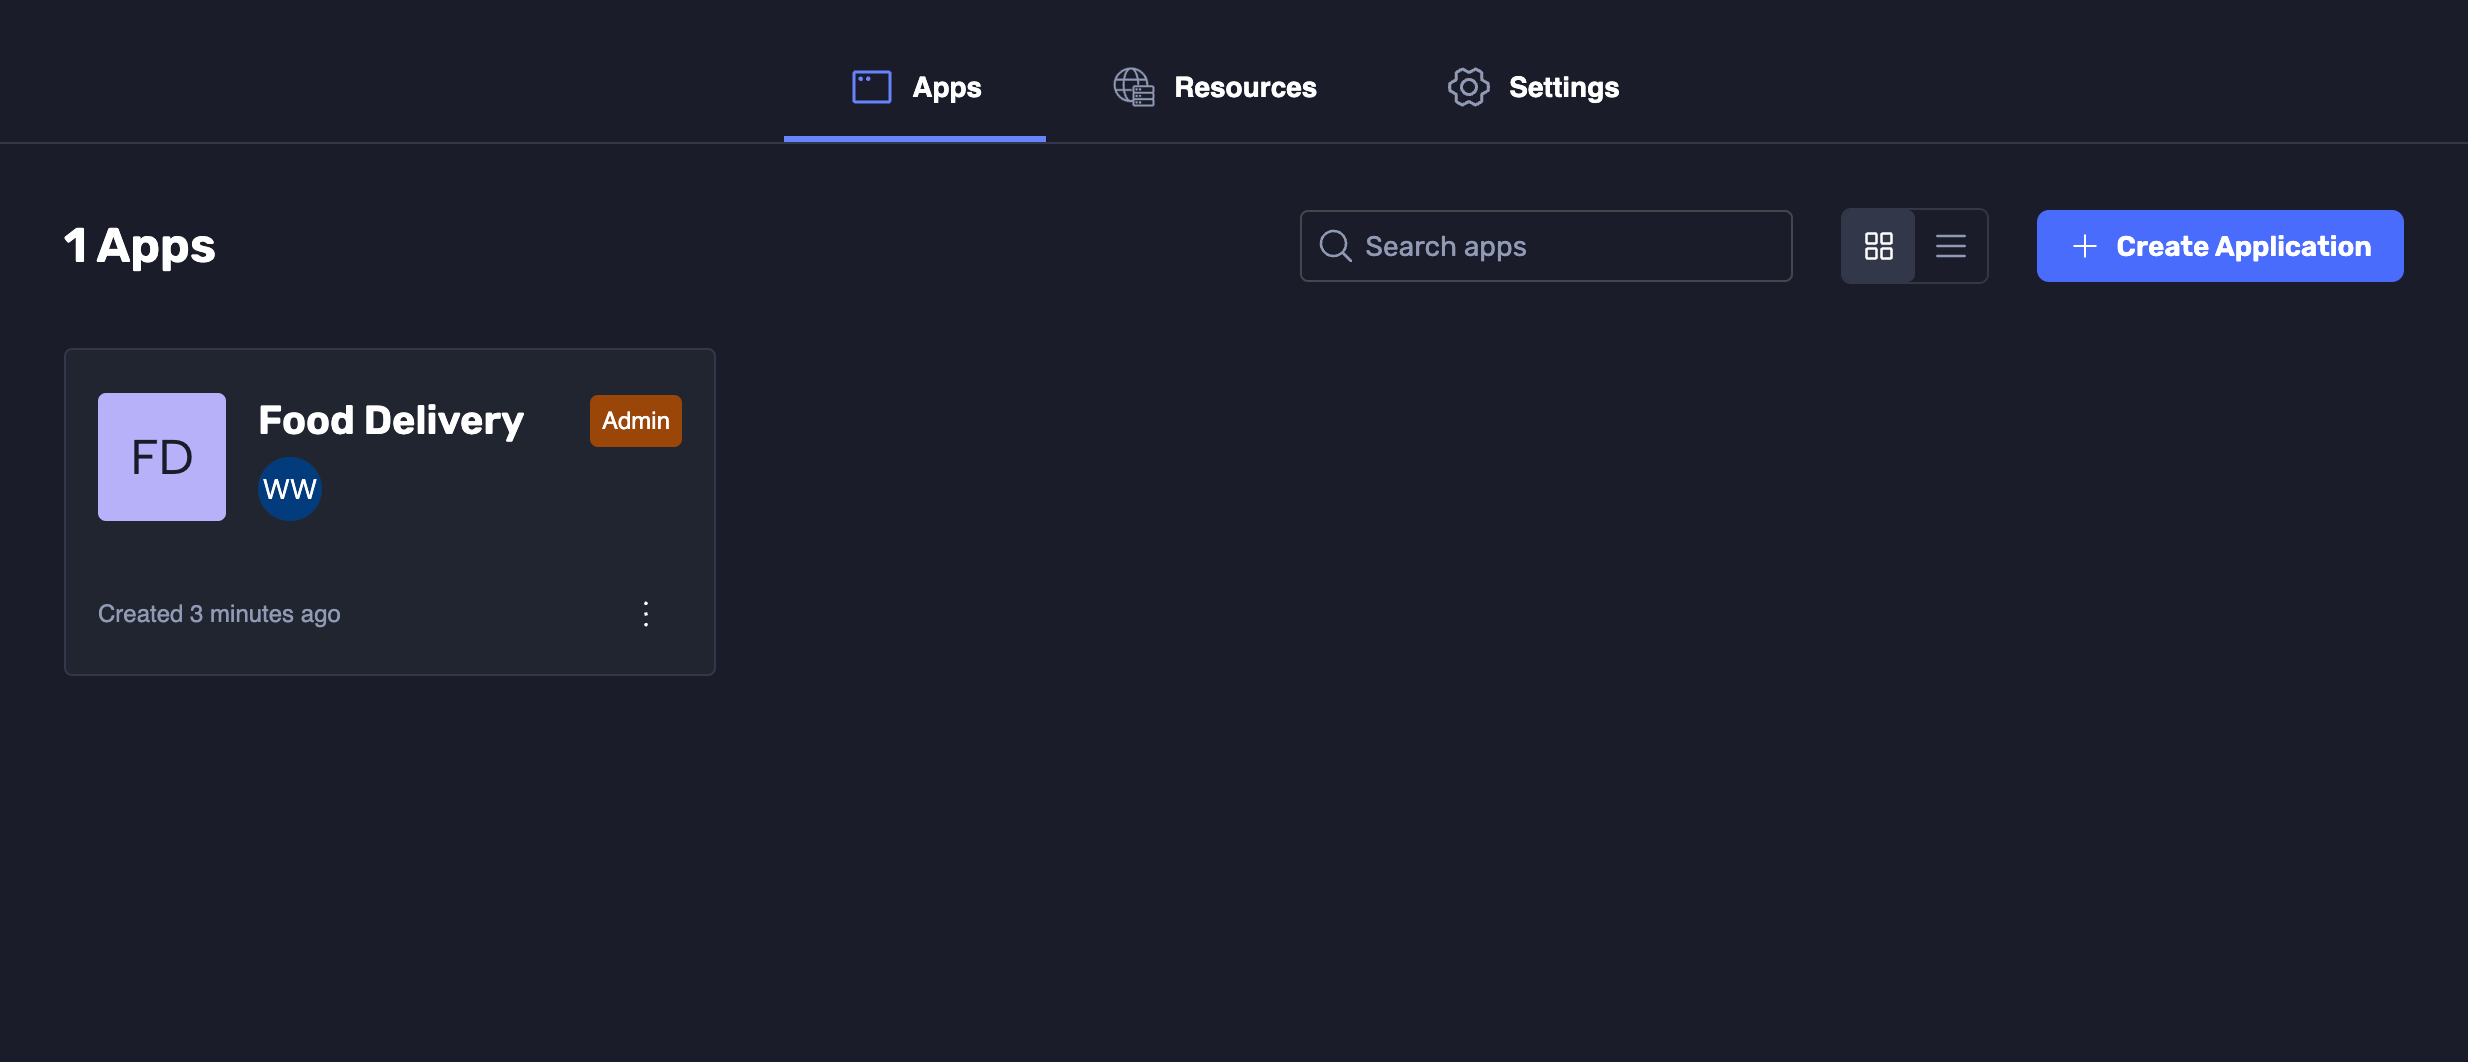 Apps
Resources
Settings
1 Apps
Search apps
Create Application
FD
Food Delivery
Admin
WW
Created 3 minutes ago